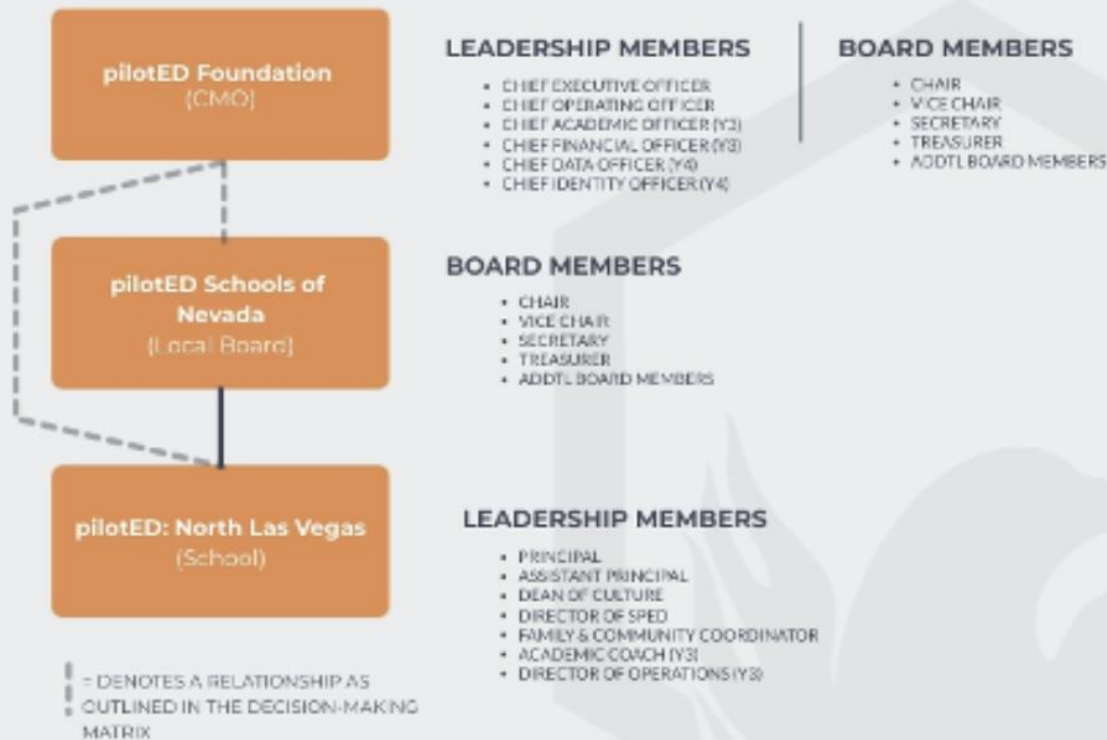 pilotED Foundation
(CMO)
LEADERSHIP MEMBERS
• CHIEF EXECUTIVE OFFICER
• CHIEF OPERATING OFFICER
• CHIEF ACADEMIC OFFICER
• CHIEF FINANCIAL OFFICER (Y3)
• CHIEF DATA OFFICER (Y4)
• CHIEF IDENTITY OFFICER (Y4)
BOARD MEMBERS
• CHAIR
• VICE CHAIR
• SECRETARY
• TREASURER
• ADDTL BOARD MEMBERS
pilotED Schools of
Nevada
(Local Board)
BOARD MEMBERS
• CHAIR
• VICE CHAIR
• SECRETARY
• TREASURER
• ADDTL BOARD MEMBERS
pilotED: North Las Vegas
(School)
LEADERSHIP MEMBERS
• PRINCIPAL
• ASSISTANT PRINCIPAL
• DEAN OF CULTURE
• DIRECTOR OF SPED
• FAMILY & COMMUNITY COORDINATOR
• ACADEMIC COACH (Y3)
• DIRECTOR OF OPERATIONS (Y3)
= DENOTES A RELATIONSHIP AS
OUTLINED IN THE DECISION-MAKING
MATRIX